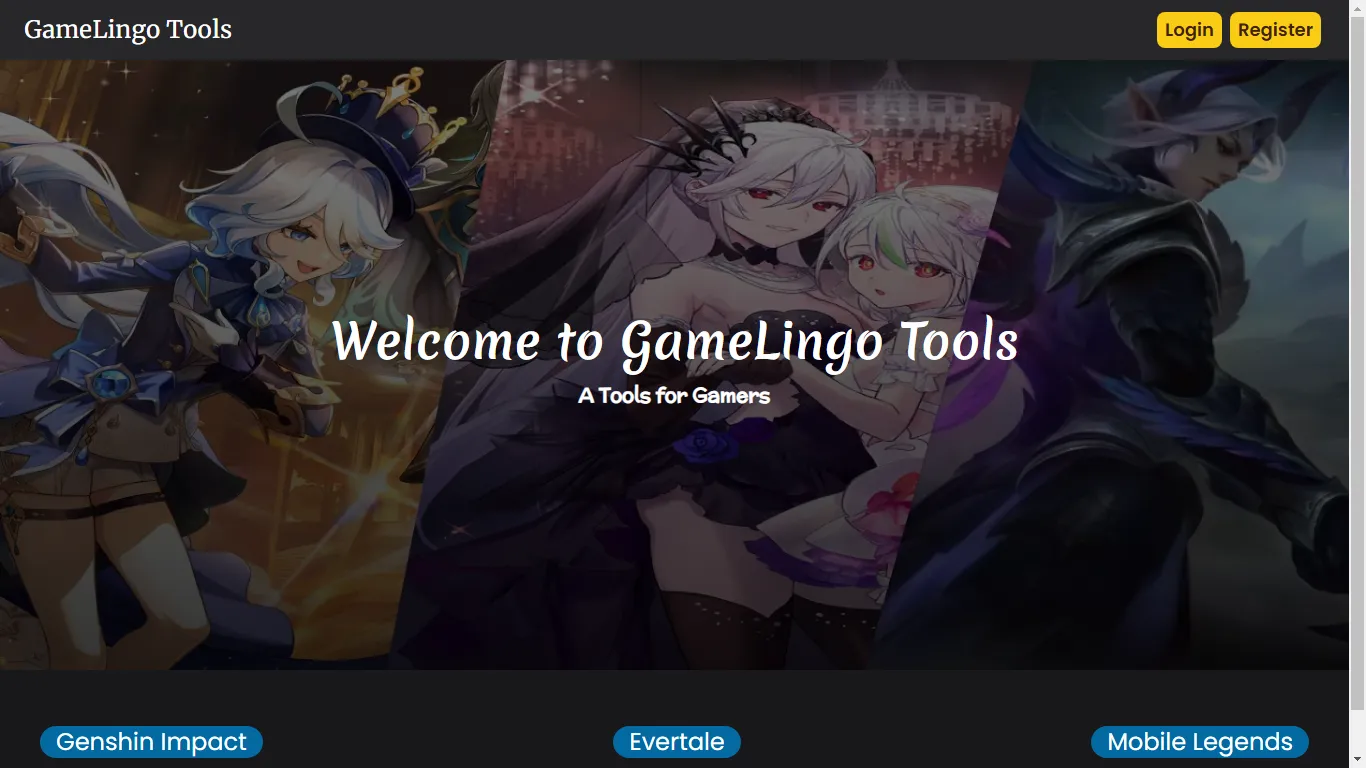 GameLingo Tools
Login Register
Welcome to GameLingo Tools
A Tools for Gamers
Genshin Impact
Evertale
Mobile Legends